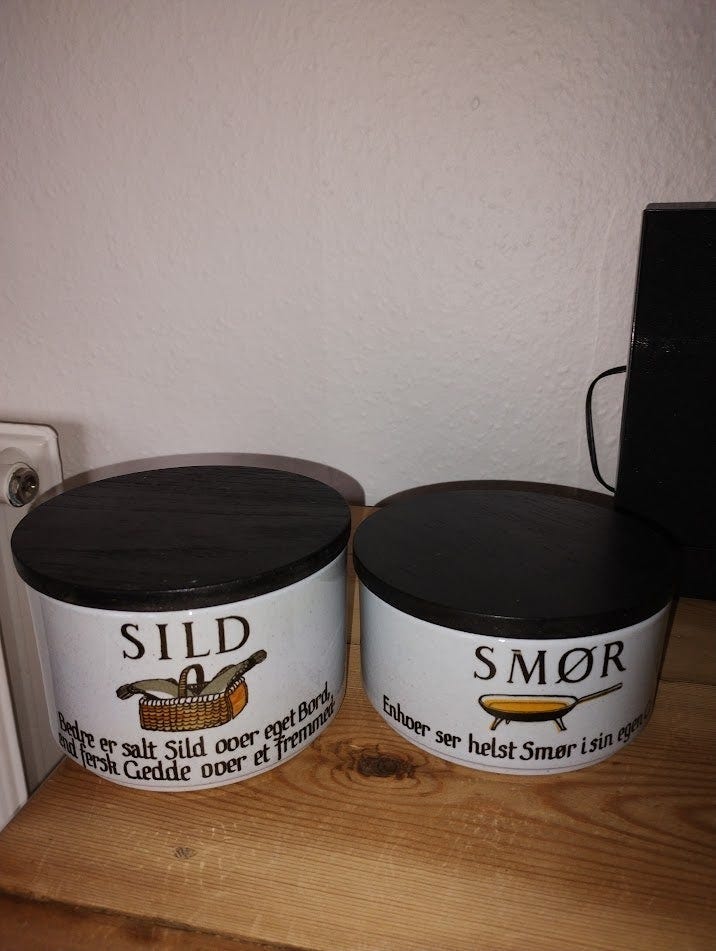 SILD
Bedre er salt Sild over eget Bord,
end fersk Gedde over et fremmed.
SMØR
Enhver ser helst Smør i sin egen